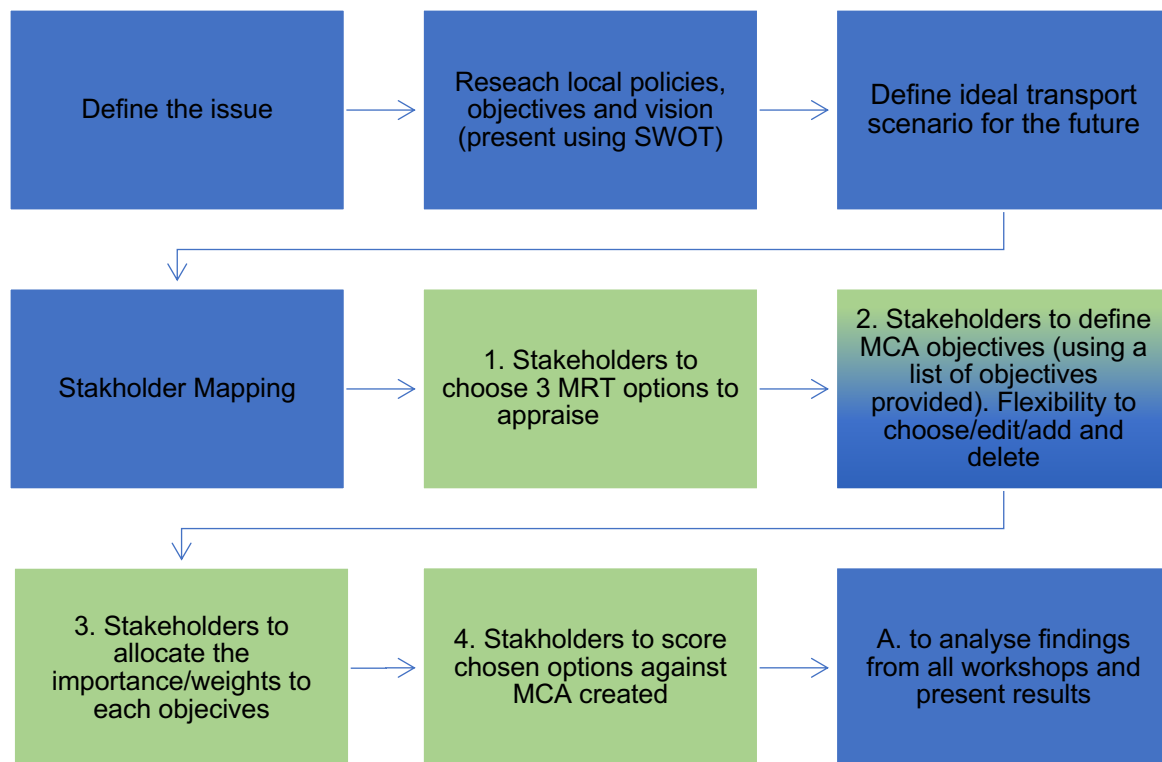 Define the issue
Reseach local policies,
objectives and vision
(present using SWOT)
Define ideal transport
scenario for the future
Stakholder Mapping
1. Stakeholders to
choose 3 MRT options to
appraise
2. Stakeholders to define
MCA objectives (using a
list of objectives
provided). Flexibility to
choose/edit/add and
delete
3. Stakeholders to
allocate the
importance/weights to
each objecives
4. Stakholders to score
chosen options against
MCA created
A. to analyse findings
from all workshops and
present results